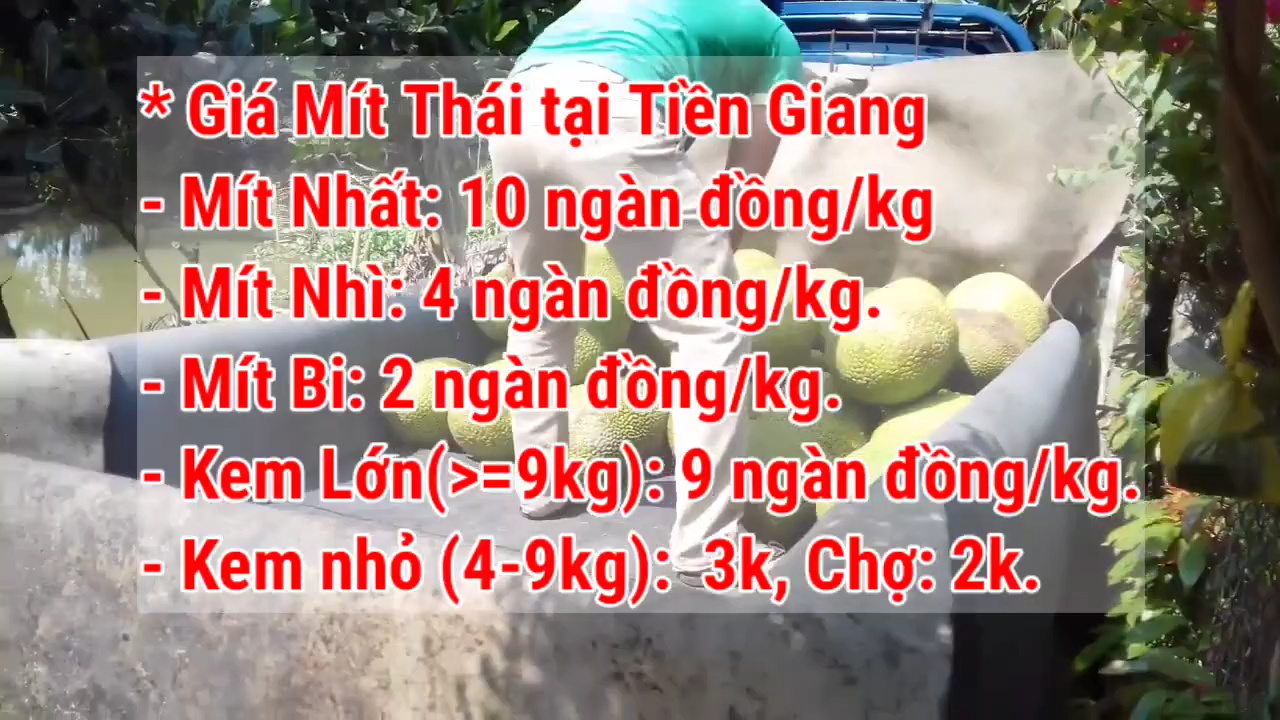 * Giá Mít Thái tại Tiền Giang
- Mít Nhất: 10 ngàn đồng/kg
- Mít Nhì: 4 ngàn đồng/kg.
- Mít Bi: 2 ngàn đồng/kg.
- Kem Lớn(>=9kg): 9 ngàn đồng/kg.
- Kem nhỏ (4-9kg):  3k, Chợ: 2k.